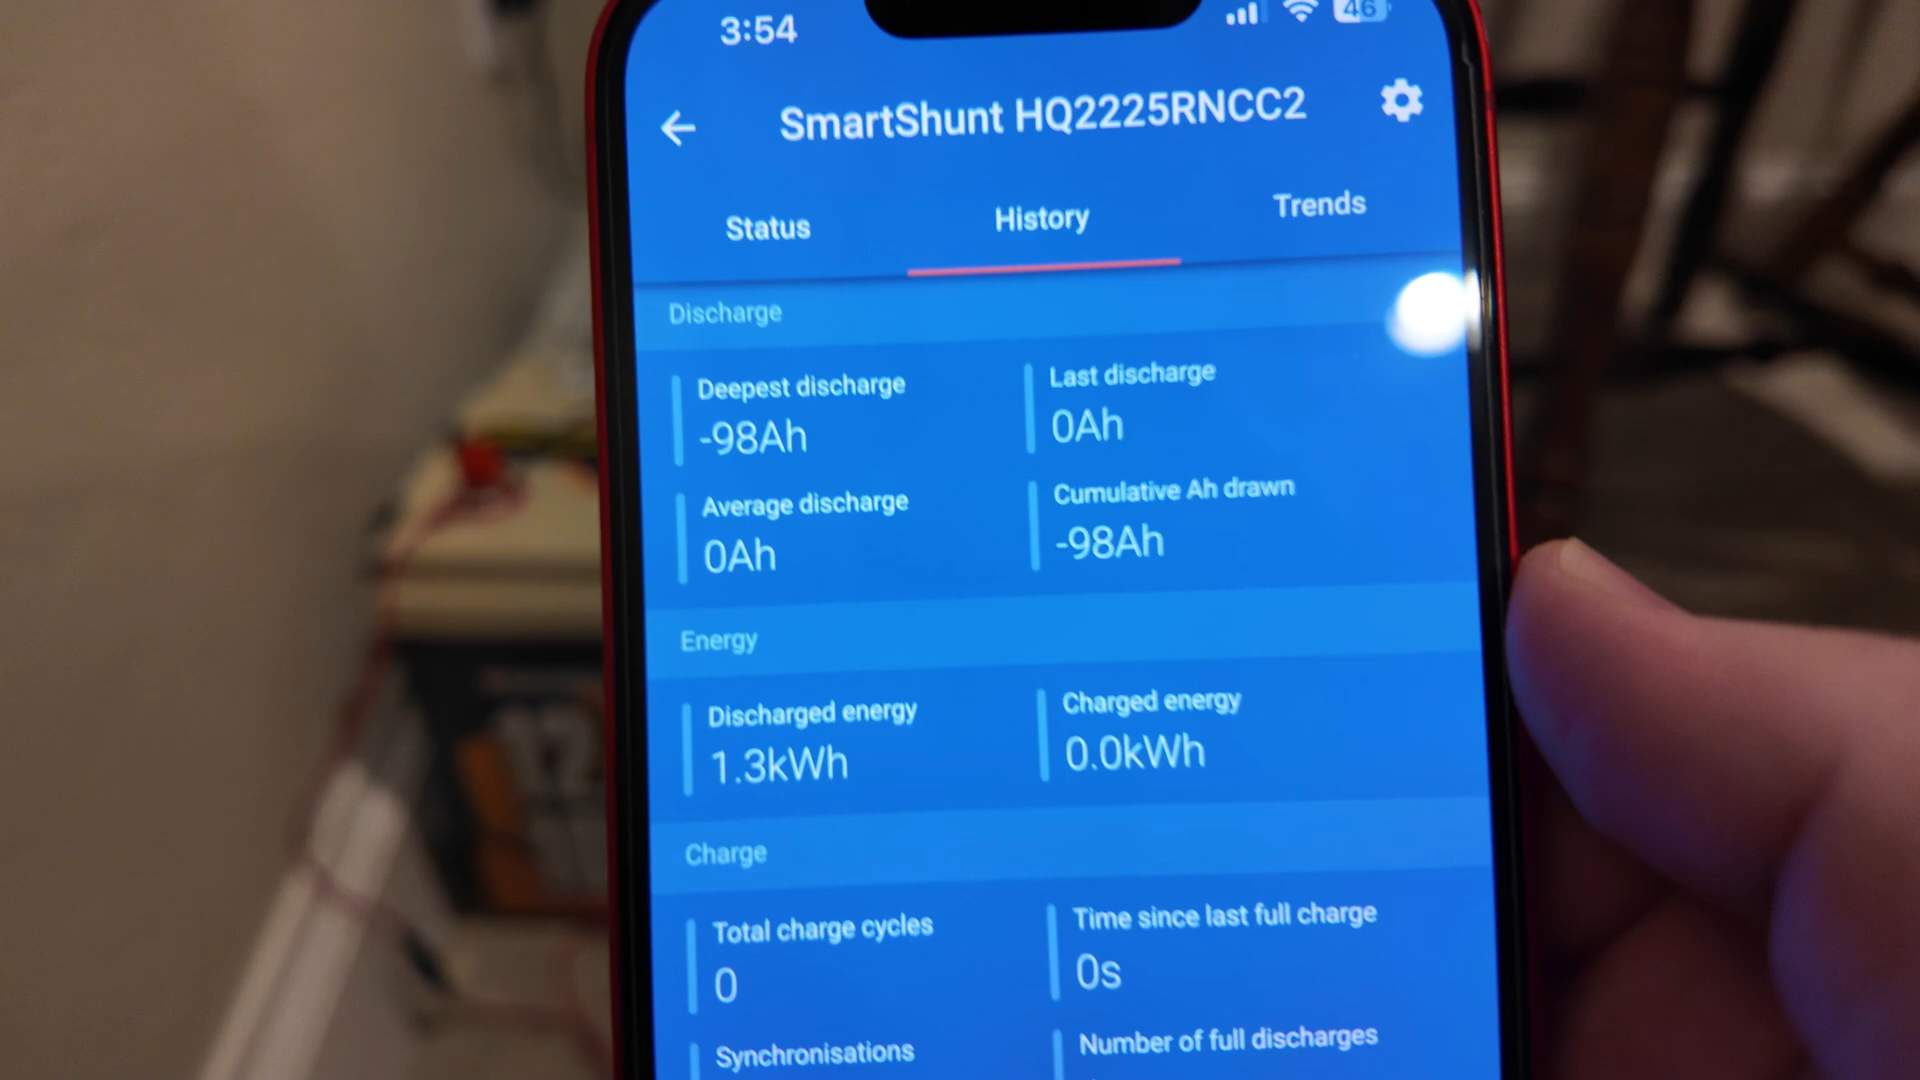 3:54
46
SmartShunt HQ2225RNCC2
Status
History
Trends
Discharge
Deepest discharge
-98Ah
Last discharge
0Ah
Average discharge
0Ah
Cumulative Ah drawn
-98Ah
Energy
Discharged energy
1.3kWh
Charged energy
0.0kWh
Charge
Total charge cycles
0
Time since last full charge
0s
Synchronisations
Number of full discharges
12